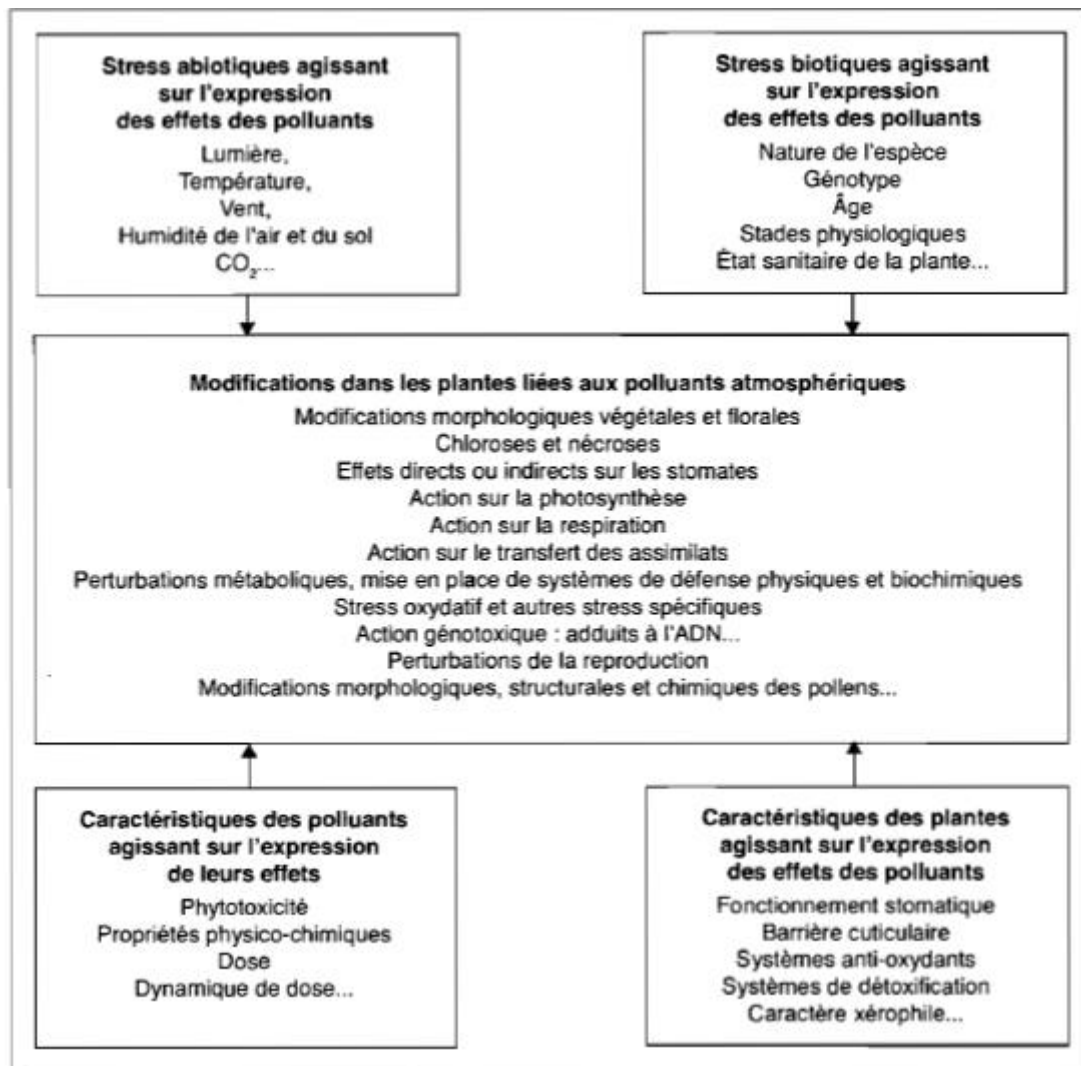 Stress abiotiques agissant
sur l'expression
des effets des polluants
Lumière,
Température,
Vent,
Humidité de l'air et du sol
CO₂...
Stress biotiques agissant
sur l'expression
des effets des polluants
Nature de l'espèce
Génotype
Âge
Stades physiologiques
État sanitaire de la plante...
Modifications dans les plantes liées aux polluants atmosphériques
Modifications morphologiques végétales et florales
Chloroses et nécroses
Effets directs ou indirects sur les stomates
Action sur la photosynthèse
Action sur la respiration
Action sur le transfert des assimilats
Perturbations métaboliques, mise en place de systèmes de défense physiques et biochimiques
Stress oxydatif et autres stress spécifiques
Action génotoxique : adduits à l'ADN...
Perturbations de la reproduction
Modifications morphologiques, structurales et chimiques des pollens...
Caractéristiques des polluants
agissant sur l'expression
de leurs effets
Phytotoxicité
Propriétés physico-chimiques
Dose
Dynamique de dose...
Caractéristiques des plantes
agissant sur l'expression
des effets des polluants
Fonctionnement stomatique
Barrière cuticulaire
Systèmes anti-oxydants
Systèmes de détoxification
Caractère xérophile...